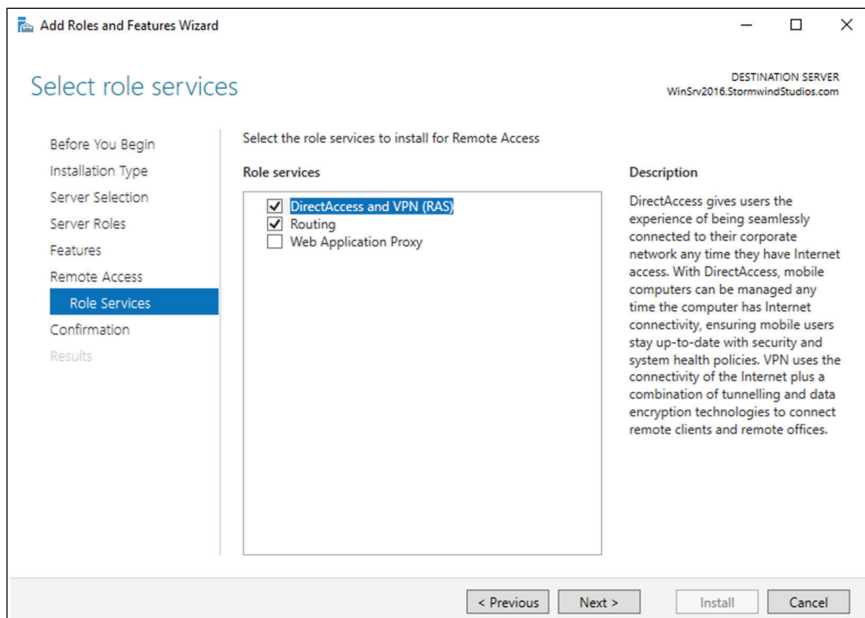 Add Roles and Features Wizard
Select role services
DESTINATION SERVER
WinSrv2016.StormwindStudios.com
Before You Begin
Installation Type
Server Selection
Server Roles
Features
Remote Access
Role Services
Confirmation
Results
Select the role services to install for Remote Access
Role services
DirectAccess and VPN (RAS)
Routing
Web Application Proxy
Description
DirectAccess gives users the
experience of being seamlessly
connected to their corporate
network any time they have Internet
access. With DirectAccess, mobile
computers can be managed any
time the computer has Internet
connectivity, ensuring mobile users
stay up-to-date with security and
system health policies. VPN uses the
connectivity of the Internet plus a
combination of tunnelling and data
encryption technologies to connect
remote clients and remote offices.
< Previous
Next >
Install
Cancel